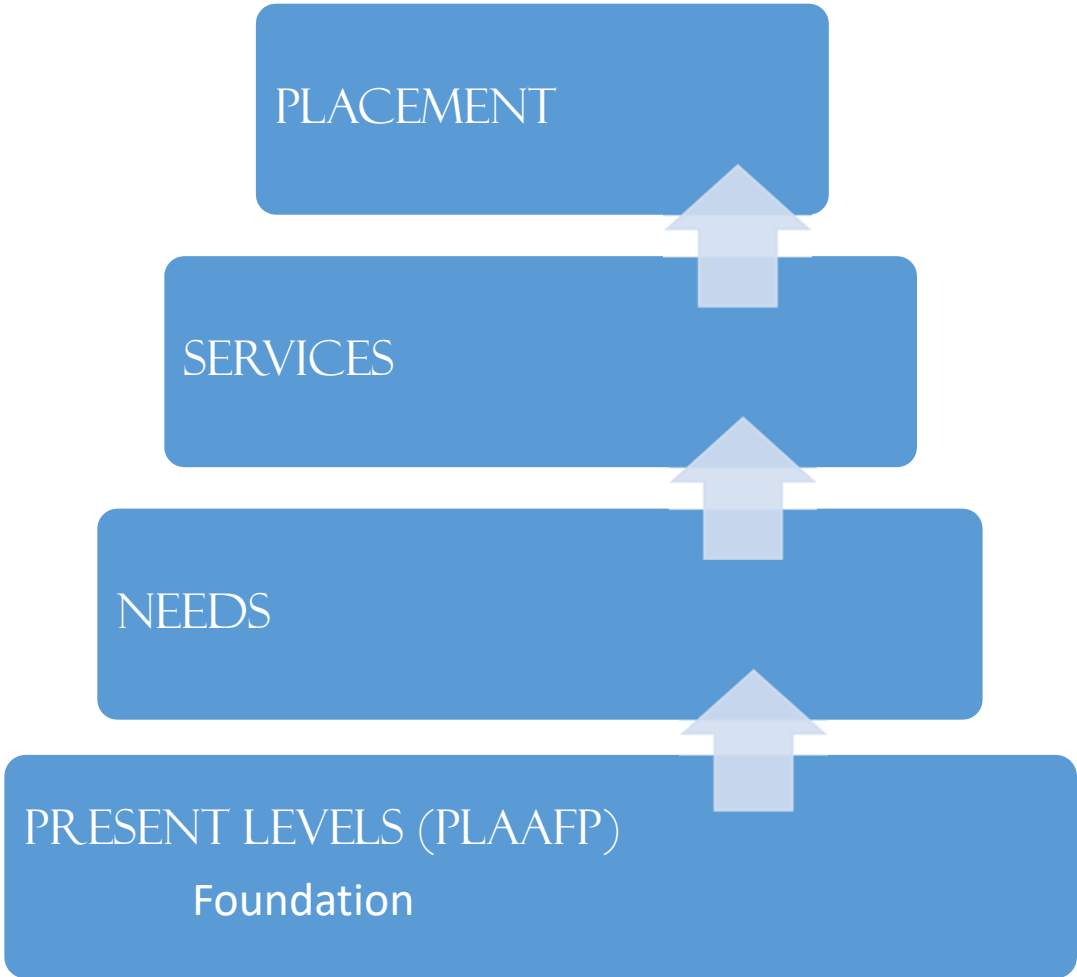 PLACEMENT
SERVICES
NEEDS
PRESENT LEVELS (PLAAFP)
Foundation